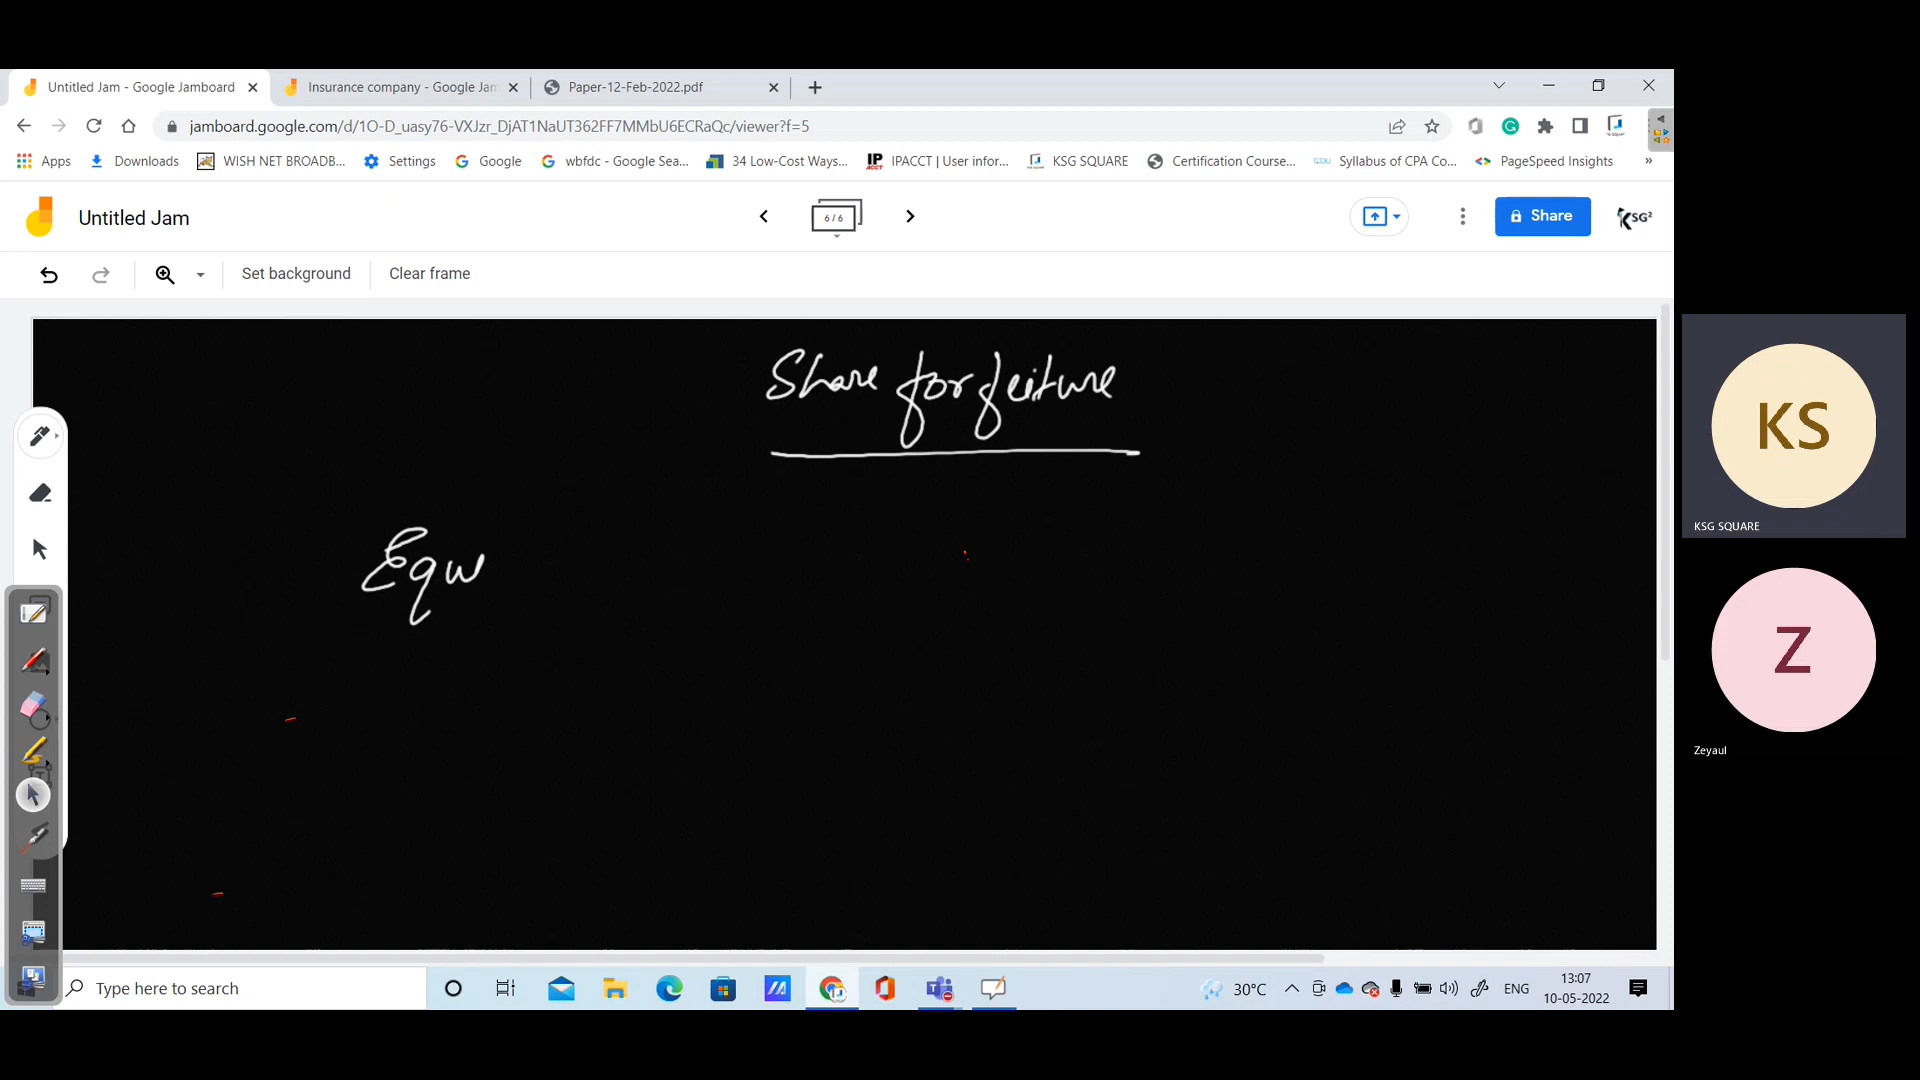 Untitled Jam - Google Jamboard
Insurance company - Google Jam
Paper-12-Feb-2022.pdf
jamboard.google.com/d/1O-D_uasy76-VXJzr_DjAT1NaUT362FF7MMbU6ECRaQc/viewer?f=5
Apps Downloads WISH NET BROADB... Settings Google wbfdc - Google Sea... 34 Low-Cost Ways... IPACCT | User infor... KSG SQUARE Certification Course... Syllabus of CPA Co... PageSpeed Insights »
Untitled Jam
6 / 6
Share
KSG²
Set background Clear frame
Share forfeiture
Equ
KS
KSG SQUARE
Z
Zeyaul
Type here to search
30°C
ENG
13:07
10-05-2022